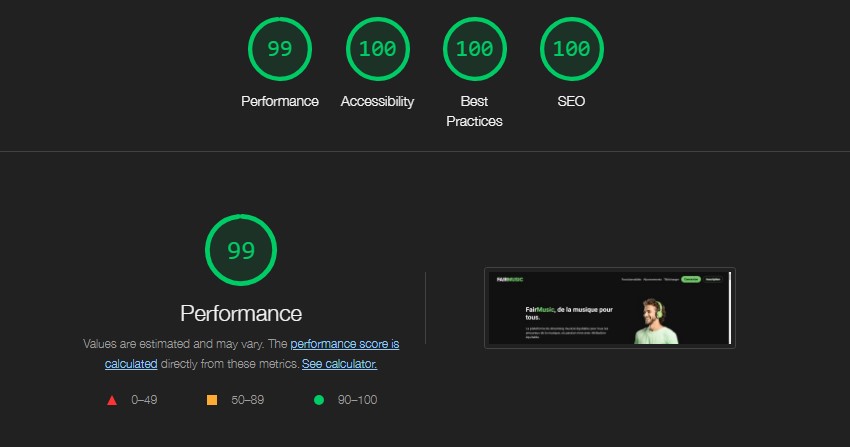 99
100
100
100
Performance
Accessibility
Best
Practices
SEO
99
Performance
Values are estimated and may vary. The performance score is
calculated directly from these metrics. See calculator.
0–49
50–89
90–100
FAIRMUSIC
FairMusic, de la musique pour
tous.